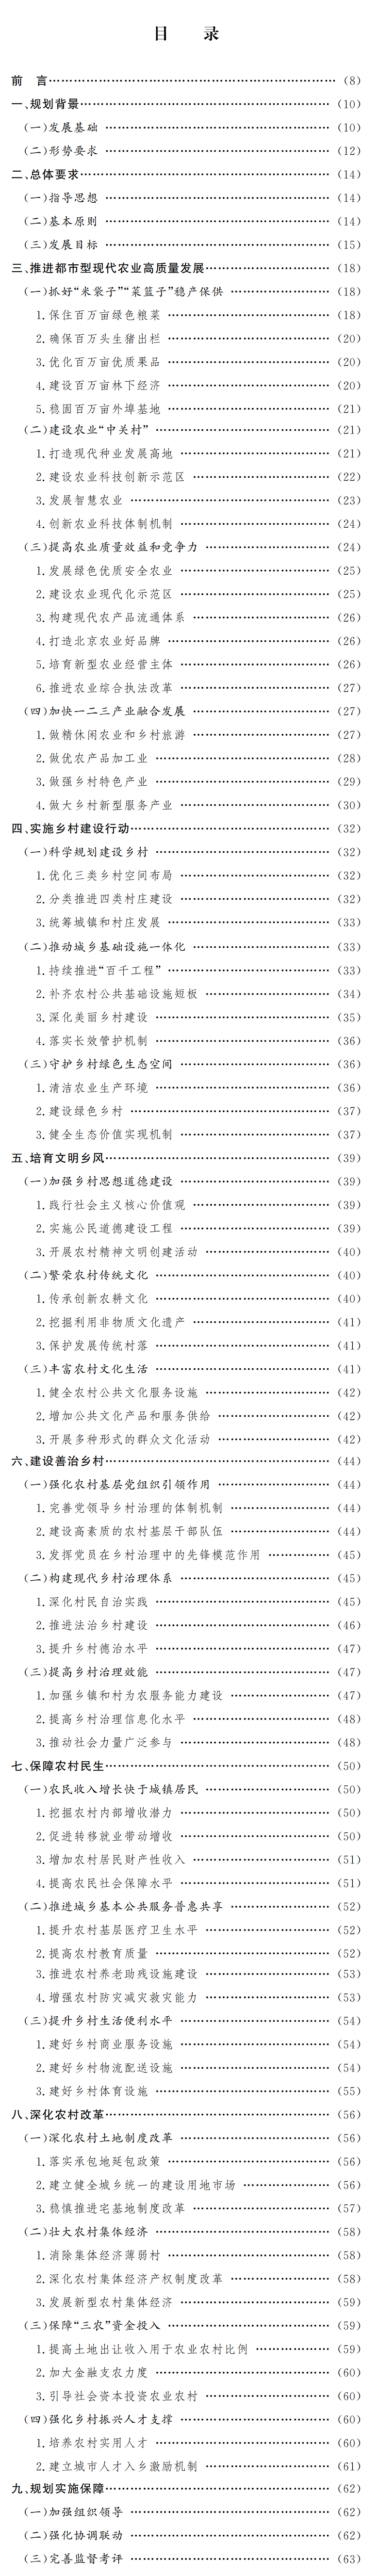 目 录
前 言……………………………………………………………(8)
一、规划背景……………………………………………………(10)
(一)发展基础 ………………………………………………(10)
(二)形势要求 ………………………………………………(12)
二、总体要求……………………………………………………(14)
(一)指导思想 ………………………………………………(14)
(二)基本原则 ………………………………………………(14)
(三)发展目标 ………………………………………………(15)
三、推进都市型现代农业高质量发展…………………………(18)
(一)抓好“米袋子”“菜篮子”稳产保供 ……………………(18)
1.保住百万亩绿色粮菜 …………………………………(18)
2.确保百万头生猪出栏 …………………………………(20)
3.优化百万亩优质果品 …………………………………(20)
4.建设百万亩林下经济 …………………………………(20)
5.稳固百万亩外埠基地 …………………………………(21)
(二)建设农业“中关村” ……………………………………(21)
1.打造现代种业发展高地 ………………………………(21)
2.建设农业科技创新示范区 ……………………………(22)
3.发展智慧农业 …………………………………………(23)
4.创新农业科技体制机制 ………………………………(24)
(三)提高农业质量效益和竞争力 …………………………(24)
1.发展绿色优质安全农业 ………………………………(25)
2.建设农业现代化示范区 ………………………………(25)
3.构建现代农产品流通体系 ……………………………(26)
4.打造北京农业好品牌 …………………………………(26)
5.培育新型农业经营主体 ………………………………(26)
6.推进农业综合执法改革 ………………………………(27)
(四)加快一二三产业融合发展 ……………………………(27)
1.做精休闲农业和乡村旅游 ……………………………(27)
2.做优农产品加工业 ……………………………………(28)
3.做强乡村特色产业 ……………………………………(29)
4.做大乡村新型服务产业 ………………………………(30)
四、实施乡村建设行动…………………………………………(32)
(一)科学规划建设乡村 ……………………………………(32)
1.优化三类乡村空间布局 ………………………………(32)
2.分类推进四类村庄建设 ………………………………(32)
3.统筹城镇和村庄发展 …………………………………(33)
(二)推动城乡基础设施一体化 ……………………………(33)
1.持续推进“百千工程” …………………………………(33)
2.补齐农村公共基础设施短板 …………………………(34)
3.深化美丽乡村建设 ……………………………………(35)
4.落实长效管护机制 ……………………………………(36)
(三)守护乡村绿色生态空间 ………………………………(36)
1.清洁农业生产环境 ……………………………………(36)
2.建设绿色乡村 …………………………………………(37)
3.健全生态价值实现机制 ………………………………(37)
五、培育文明乡风………………………………………………(39)
(一)加强乡村思想道德建设 ………………………………(39)
1.践行社会主义核心价值观 ……………………………(39)
2.实施公民道德建设工程 ………………………………(39)
3.开展农村精神文明创建活动 …………………………(40)
(二)繁荣农村传统文化 ……………………………………(40)
1.传承创新农耕文化 ……………………………………(40)
2.挖掘利用非物质文化遗产 ……………………………(41)
3.保护发展传统村落 ……………………………………(41)
(三)丰富农村文化生活 ……………………………………(41)
1.健全农村公共文化服务设施 …………………………(42)
2.增加公共文化产品和服务供给 ………………………(42)
3.开展多种形式的群众文化活动 ………………………(42)
六、建设善治乡村………………………………………………(44)
(一)强化农村基层党组织引领作用 ………………………(44)
1.完善党领导乡村治理的体制机制 ……………………(44)
2.建设高素质的农村基层干部队伍 ……………………(44)
3.发挥党员在乡村治理中的先锋模范作用 ……………(45)
(二)构建现代乡村治理体系 ………………………………(45)
1.深化村民自治实践 ……………………………………(45)
2.推进法治乡村建设 ……………………………………(46)
3.提升乡村德治水平 ……………………………………(47)
(三)提高乡村治理效能 ……………………………………(47)
1.加强乡镇和村为农服务能力建设 ……………………(47)
2.提高乡村治理信息化水平 ……………………………(48)
3.推动社会力量广泛参与 ………………………………(48)
七、保障农村民生………………………………………………(50)
(一)农民收入增长快于城镇居民 …………………………(50)
1.挖掘农村内部增收潜力 ………………………………(50)
2.促进转移就业带动增收 ………………………………(50)
3.增加农村居民财产性收入 ……………………………(51)
4.提高农民社会保障水平 ………………………………(51)
(二)推进城乡基本公共服务普惠共享 ……………………(52)
1.提升农村基层医疗卫生水平 …………………………(52)
2.提高农村教育质量 ……………………………………(52)
3.推进农村养老助残设施建设 …………………………(53)
4.增强农村防灾减灾救灾能力 …………………………(53)
(三)提升乡村生活便利水平 ………………………………(54)
1.建好乡村商业服务设施 ………………………………(54)
2.建好乡村物流配送设施 ………………………………(54)
3.建好乡村体育设施 ……………………………………(55)
八、深化农村改革………………………………………………(56)
(一)深化农村土地制度改革 ………………………………(56)
1.落实承包地延包政策 …………………………………(56)
2.建立健全城乡统一的建设用地市场 …………………(56)
3.稳慎推进宅基地制度改革 ……………………………(57)
(二)壮大农村集体经济 ……………………………………(58)
1.消除集体经济薄弱村 …………………………………(58)
2.深化农村集体经济产权制度改革 ……………………(58)
3.发展新型农村集体经济 ………………………………(59)
(三)保障“三农”资金投入 …………………………………(59)
1.提高土地出让收入用于农业农村比例 ………………(59)
2.加大金融支农力度 ……………………………………(60)
3.引导社会资本投资农业农村 …………………………(60)
(四)强化乡村振兴人才支撑 ………………………………(60)
1.培养农村实用人才 ……………………………………(60)
2.建立城市人才入乡激励机制 …………………………(61)
九、规划实施保障………………………………………………(62)
(一)加强组织领导 …………………………………………(62)
(二)强化协调联动 …………………………………………(62)
(三)完善监督考评 …………………………………………(63)